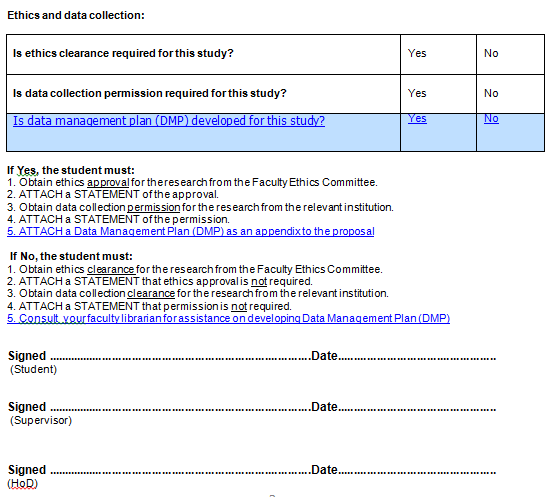 Ethics and data collection:
Is ethics clearance required for this study? Yes No
Is data collection permission required for this study? Yes No
Is data management plan (DMP) developed for this study? Yes No
If Yes, the student must:
1. Obtain ethics approval for the research from the Faculty Ethics Committee.
2. ATTACH a STATEMENT of the approval.
3. Obtain data collection permission for the research from the relevant institution.
4. ATTACH a STATEMENT of the permission.
5. ATTACH a Data Management Plan (DMP) as an appendix to the proposal
If No, the student must:
1. Obtain ethics clearance for the research from the Faculty Ethics Committee.
2. ATTACH a STATEMENT that ethics approval is not required.
3. Obtain data collection clearance for the research from the relevant institution.
4. ATTACH a STATEMENT that permission is not required.
5. Consult your faculty librarian for assistance on developing Data Management Plan (DMP)
Signed ................................................................................Date................................................
(Student)
Signed ................................................................................Date................................................
(Supervisor)
Signed ................................................................................Date................................................
(HoD)